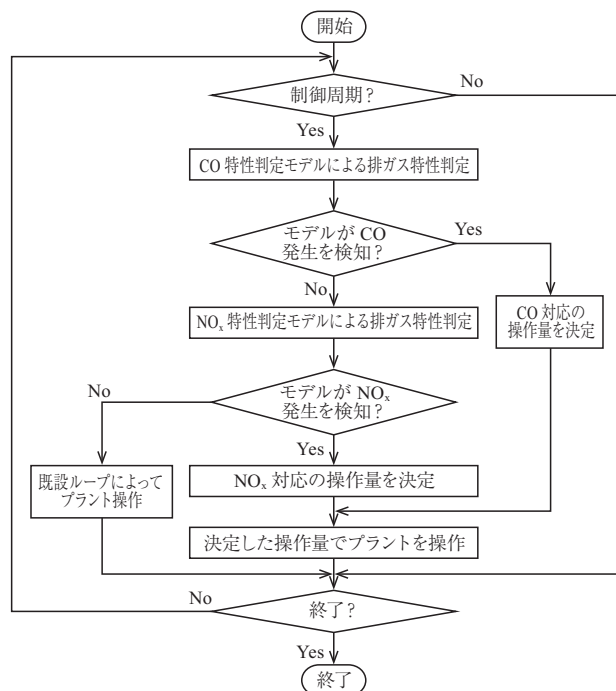 開始
制御周期？
No
Yes
CO 特性判定モデルによる排ガス特性判定
モデルが CO
発生を検知？
Yes
No
CO 対応の
操作量を決定
NOx 特性判定モデルによる排ガス特性判定
モデルが NOx
発生を検知？
No
Yes
既設ループによって
プラント操作
NOx 対応の操作量を決定
決定した操作量でプラントを操作
No
終了？
Yes
終了